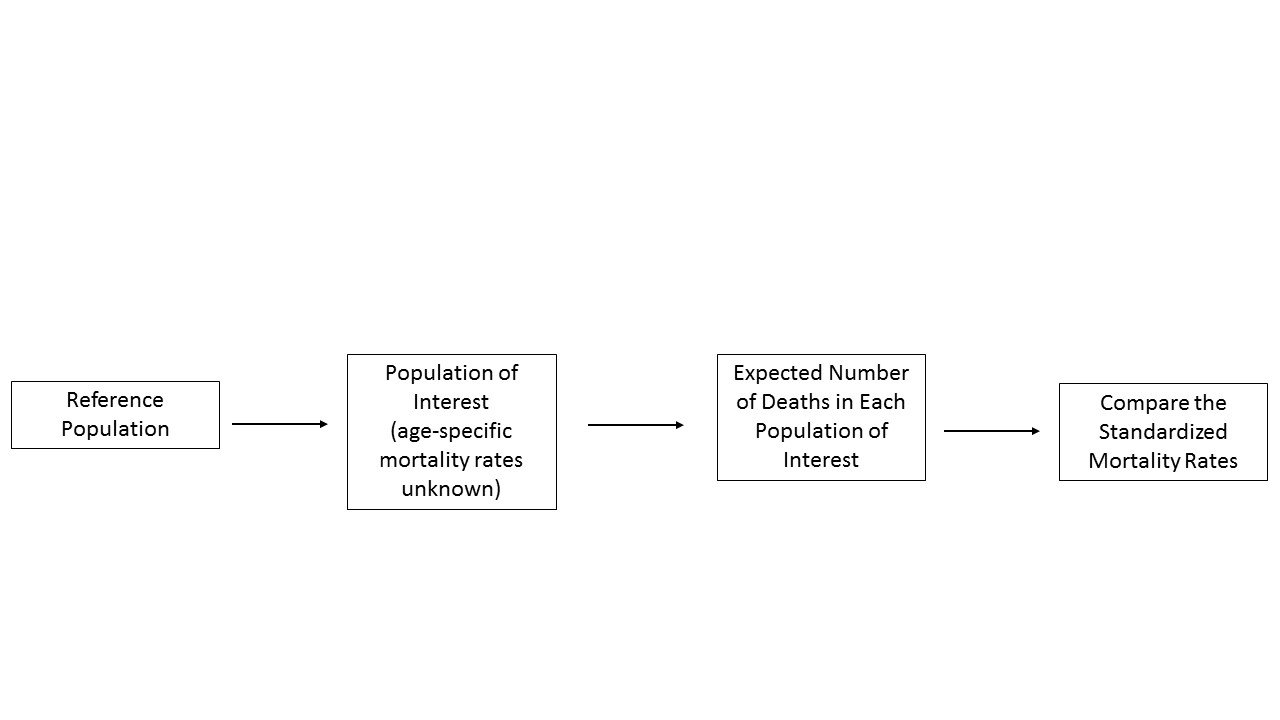 Reference
Population
Population of
Interest
(age-specific
mortality rates
unknown)
Expected Number
of Deaths in Each
Population of
Interest
Compare the
Standardized
Mortality Rates